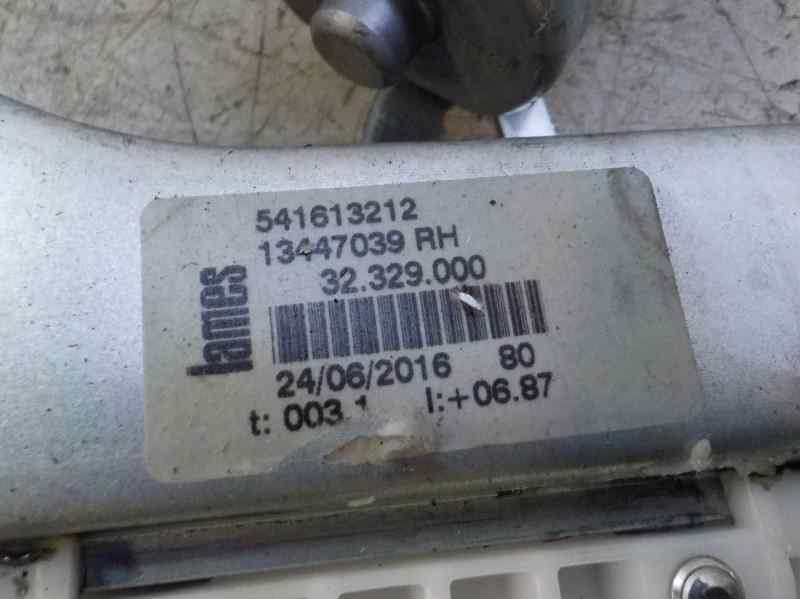 541613212
13447039 RH
32.329.000
lames
24/06/2016 80
t: 003.1 I:+06.87